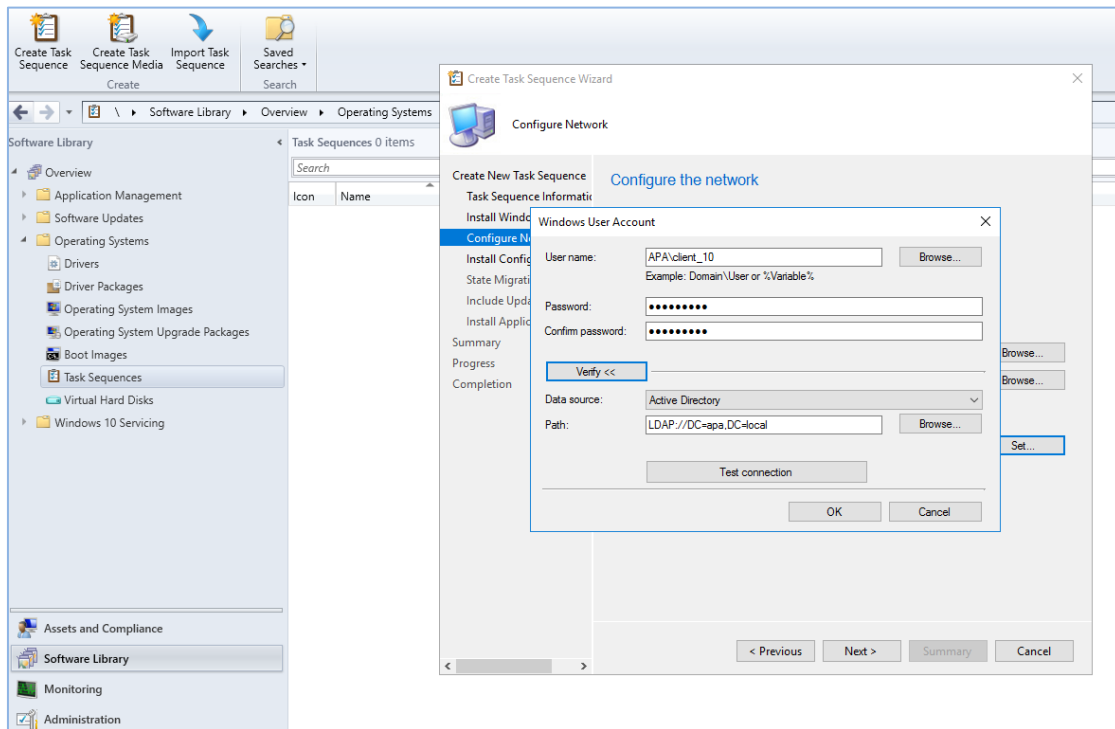 Create Task Sequence
Create Task Sequence Media
Import Task Sequence
Saved Searches
Create
Search
\ Software Library Overview Operating Systems
Software Library
Overview
Application Management
Software Updates
Operating Systems
Drivers
Driver Packages
Operating System Images
Operating System Upgrade Packages
Boot Images
Task Sequences
Virtual Hard Disks
Windows 10 Servicing
Assets and Compliance
Software Library
Monitoring
Administration
Task Sequences 0 items
Search
Icon Name
Create Task Sequence Wizard
Configure Network
Create New Task Sequence
Task Sequence Informatic
Install Windo
Configure N
Install Config
State Migrati
Include Upda
Install Applic
Summary
Progress
Completion
Configure the network
Windows User Account
User name: APA\client_10 Browse...
Example: Domain\User or %Variable%
Password: •••••••••
Confirm password: •••••••••
Verify <<
Data source: Active Directory
Path: LDAP://DC=apa,DC=local Browse...
Test connection
OK Cancel
Browse...
Browse...
Set...
< Previous Next > Summary Cancel